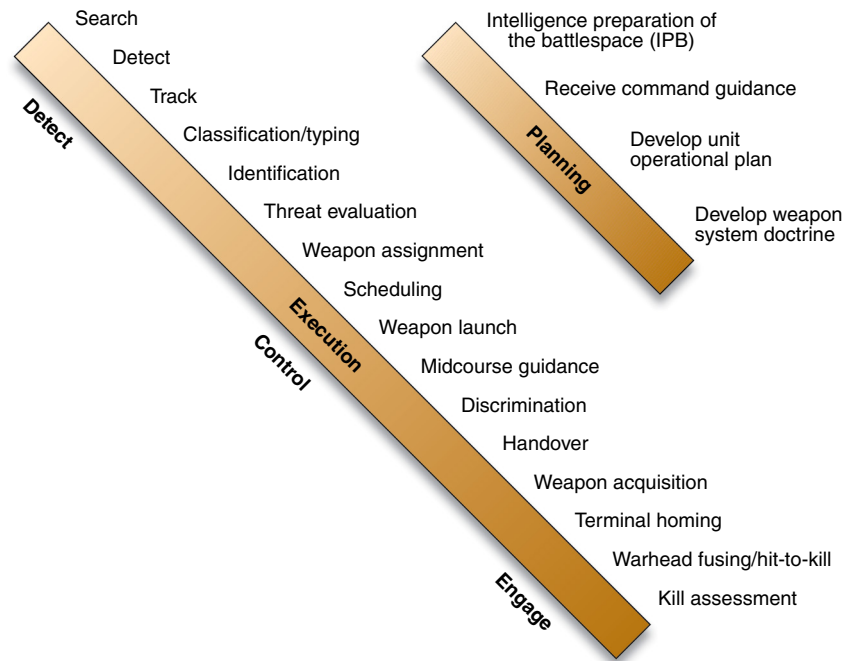 Search
Detect
Track
Classification/typing
Identification
Threat evaluation
Weapon assignment
Scheduling
Weapon launch
Midcourse guidance
Discrimination
Handover
Weapon acquisition
Terminal homing
Warhead fusing/hit-to-kill
Kill assessment
Detect
Control
Engage
Execution
Intelligence preparation of
the battlespace (IPB)
Receive command guidance
Develop unit
operational plan
Develop weapon
system doctrine
Planning